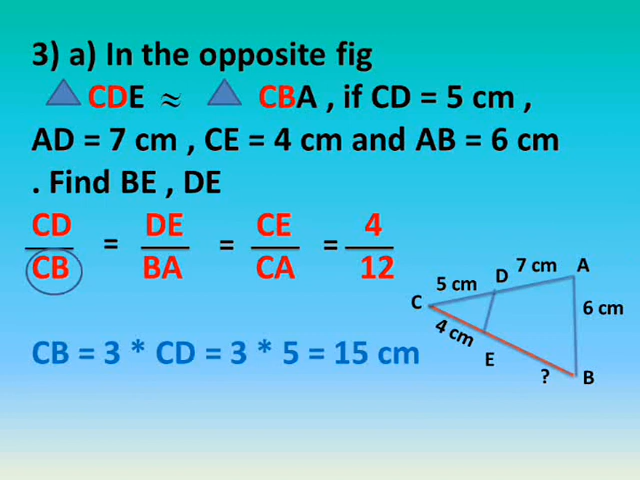 3) a) In the opposite fig
CDE ≈ CBA , if CD = 5 cm ,
AD = 7 cm , CE = 4 cm and AB = 6 cm
. Find BE , DE
CD = DE = CE = 4
CB BA CA 12
CB = 3 * CD = 3 * 5 = 15 cm
C
5 cm
D
7 cm
A
6 cm
4 cm
E
?
B